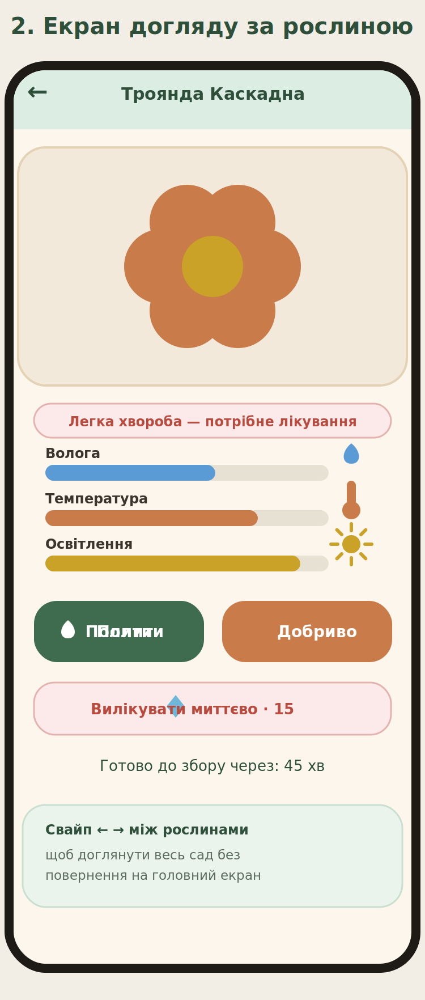 2. Екран догляду за рослиною
← Троянда Каскадна
Легка хвороба — потрібне лікування
Волога
Температура
Освітлення
Полити
Полити
Добриво
Вилікувати миттєво · 15
Готово до збору через: 45 хв
Свайп ← → між рослинами
щоб доглянути весь сад без
повернення на головний екран